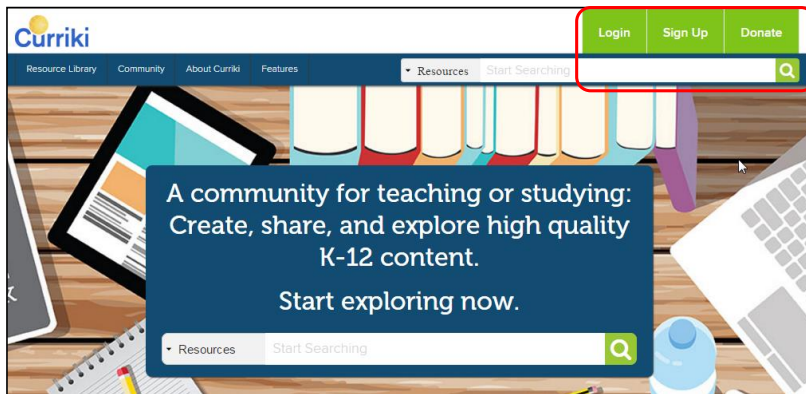 Curriki
Login Sign Up Donate
Resource Library Community About Curriki Features Resources Start Searching
A community for teaching or studying:
Create, share, and explore high quality
K-12 content.
Start exploring now.
Resources Start Searching